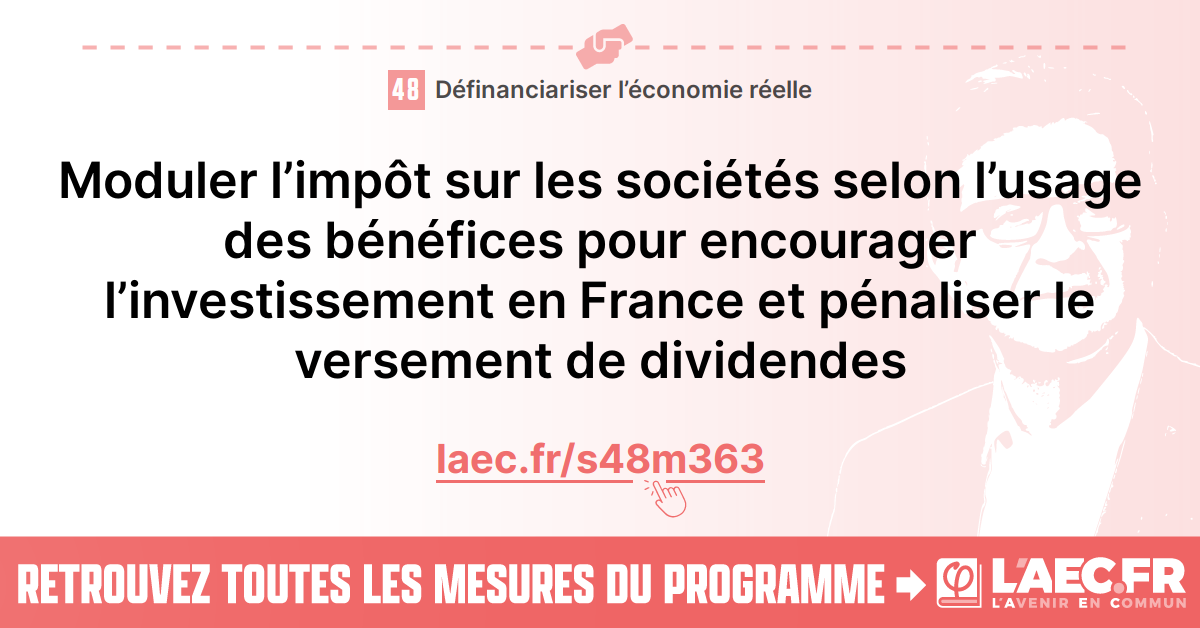 48 Définanciariser l’économie réelle
Moduler l’impôt sur les sociétés selon l’usage
des bénéfices pour encourager
l’investissement en France et pénaliser le
versement de dividendes
laec.fr/s48m363
RETROUVEZ TOUTES LES MESURES DU PROGRAMME
φ L’AEC.FR
L’AVENIR EN COMMUN